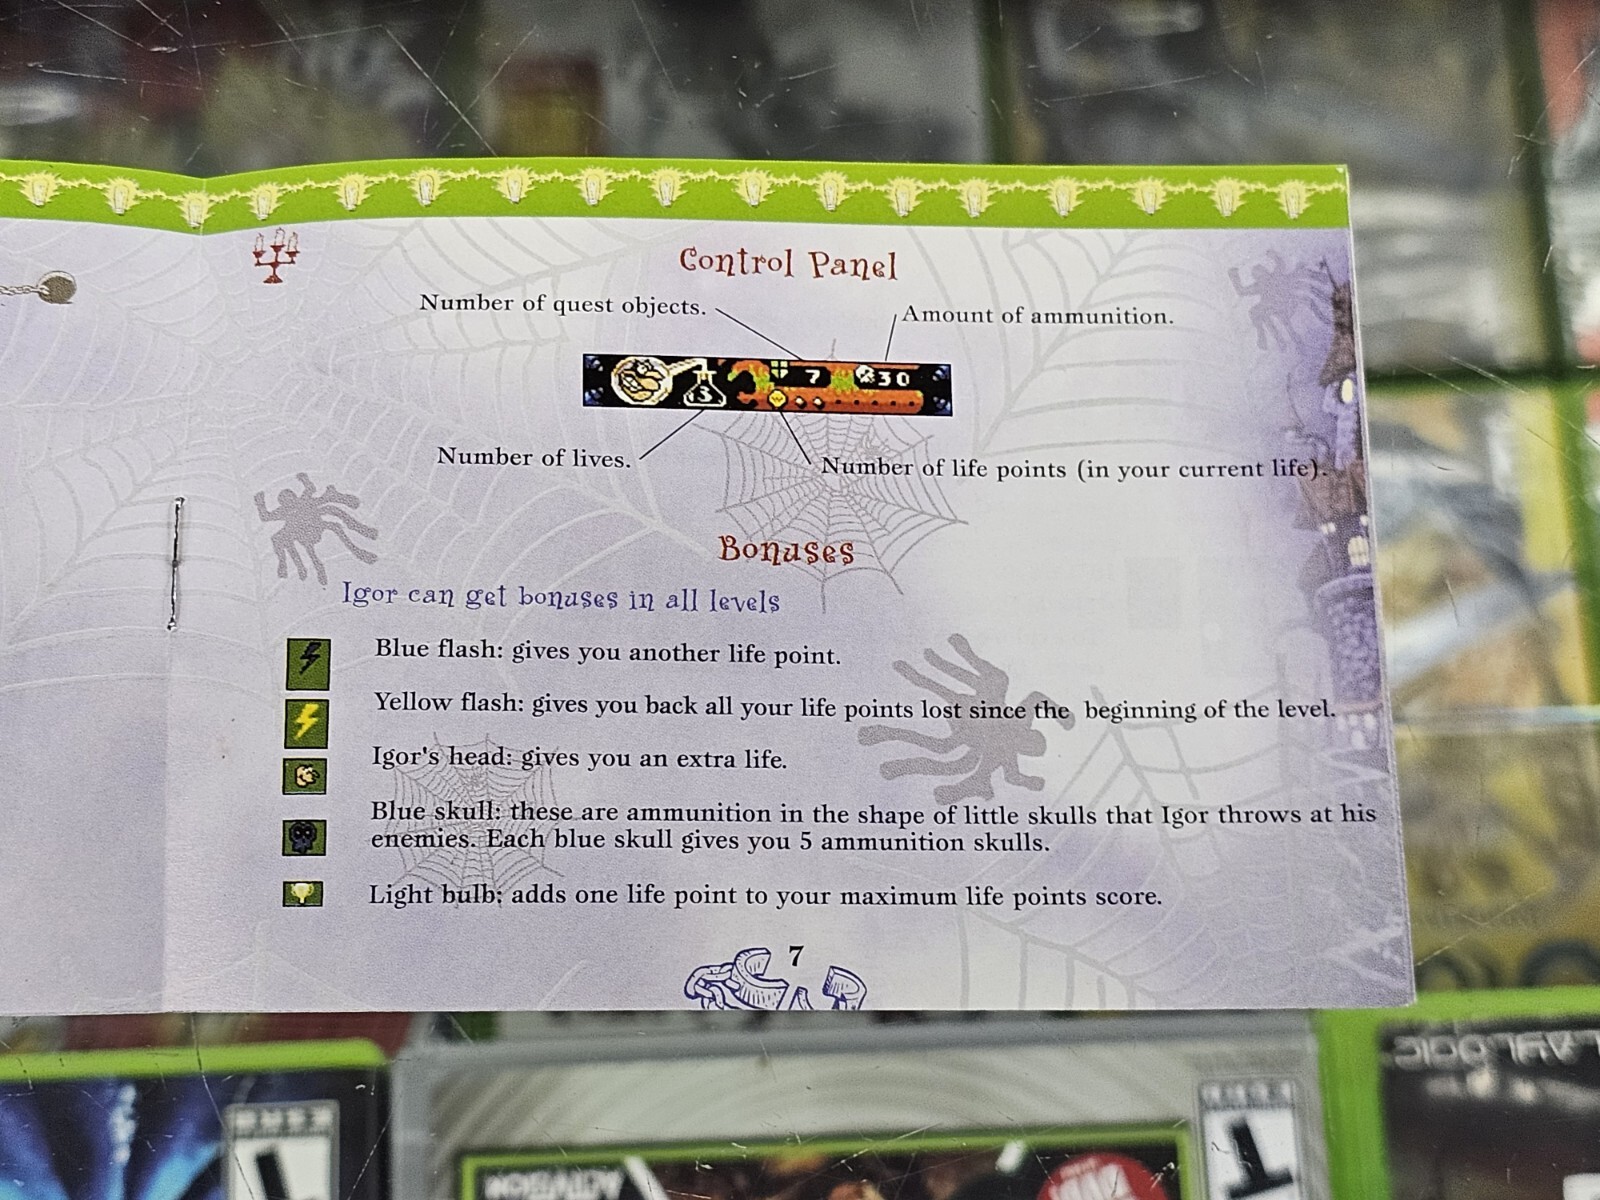 Control Panel
Number of quest objects.
Amount of ammunition.
7
30
3
Number of lives.
Number of life points (in your current life).
Bonuses
Igor can get bonuses in all levels
Blue flash: gives you another life point.
Yellow flash: gives you back all your life points lost since the beginning of the level.
Igor's head: gives you an extra life.
Blue skull: these are ammunition in the shape of little skulls that Igor throws at his
enemies. Each blue skull gives you 5 ammunition skulls.
Light bulb: adds one life point to your maximum life points score.
7
ACTIVISION
T